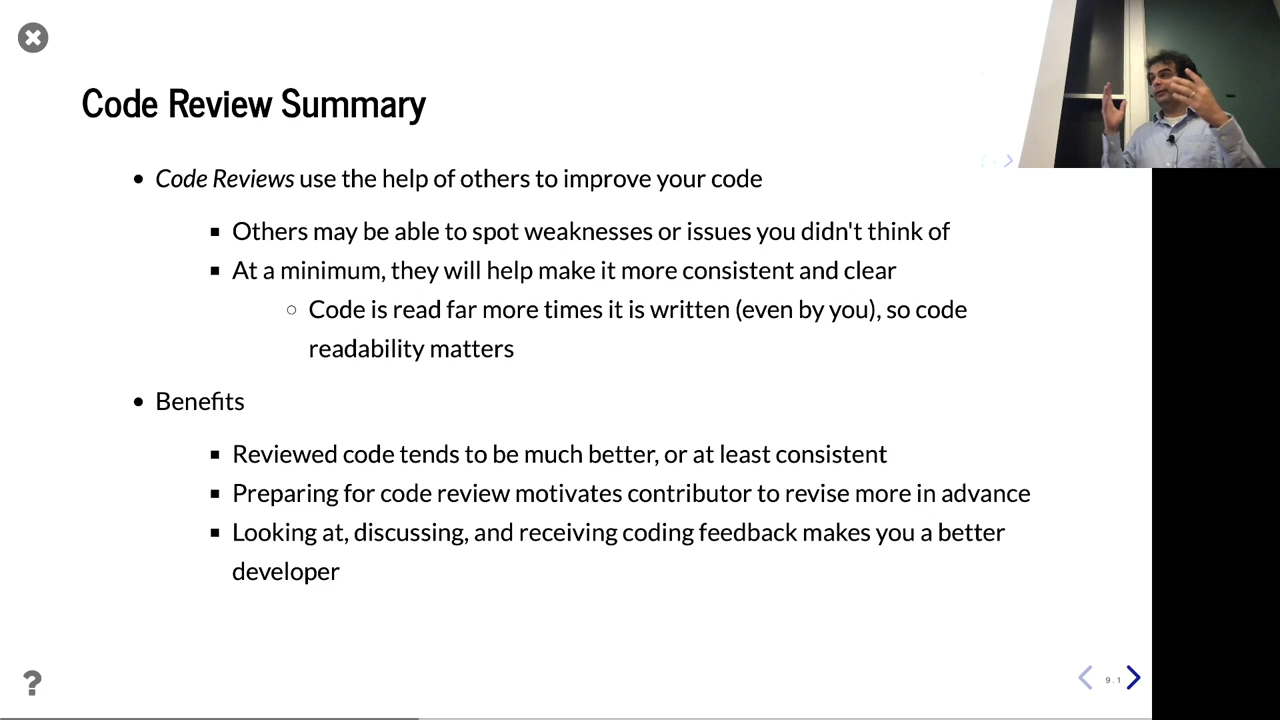 Code Review Summary
Code Reviews use the help of others to improve your code
Others may be able to spot weaknesses or issues you didn't think of
At a minimum, they will help make it more consistent and clear
Code is read far more times it is written (even by you), so code
readability matters
Benefits
Reviewed code tends to be much better, or at least consistent
Preparing for code review motivates contributor to revise more in advance
Looking at, discussing, and receiving coding feedback makes you a better
developer
?
9.1